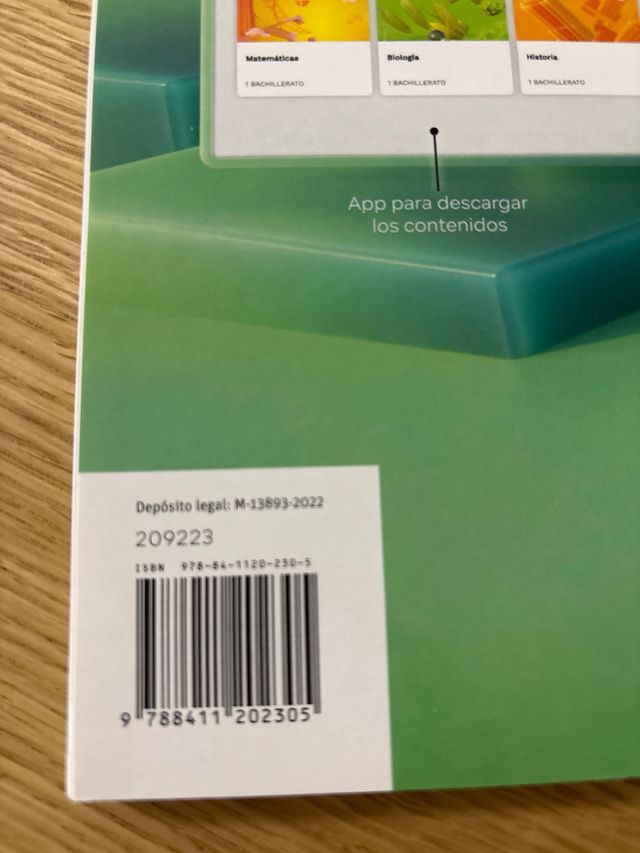 Matemáticas
1 BACHILLERATO
Biología
1 BACHILLERATO
Historia
1 BACHILLERATO
App para descargar
los contenidos
Depósito legal: M-13893-2022
209223
ISBN 978-84-1120-230-5
9 788411 202305